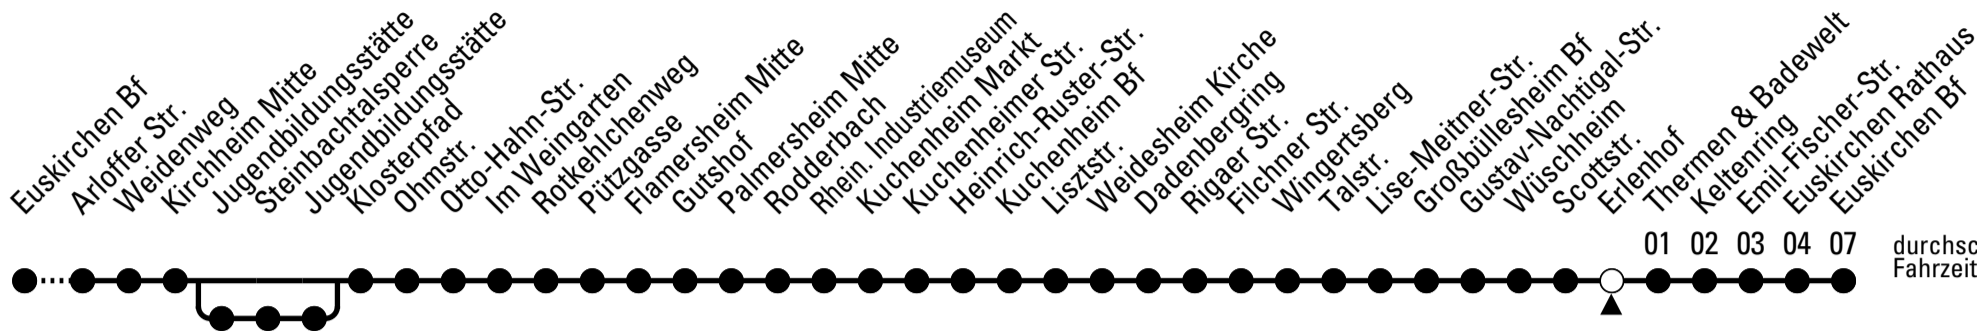 Euskirchen Bf
Arloffer Str.
Weidenweg
Kirchheim Mitte
Jugendbildungsstätte
Steinbachtalsperre
Jugendbildungsstätte
Klosterpfad
Ohmstr.
Otto-Hahn-Str.
Im Weingarten
Rotkehlchenweg
Pützgasse
Flamersheim Mitte
Gutshof
Palmersheim Mitte
Rodderbach
Rhein. Industriemuseum
Kuchenheim Markt
Kuchenheimer Str.
Heinrich-Ruster-Str.
Kuchenheim Bf
Lisztstr.
Weidesheim Kirche
Dadenbergring
Rigaer Str.
Filchner Str.
Wingertsberg
Talstr.
Lise-Meitner-Str.
Großbüllesheim Bf
Gustav-Nachtigal-Str.
Wüschheim
Scottstr.
Erlenhof
Thermen & Badewelt
Keltenring
Emil-Fischer-Str.
Euskirchen Rathaus
Euskirchen Bf
01 02 03 04 07
durchsc
Fahrzeit